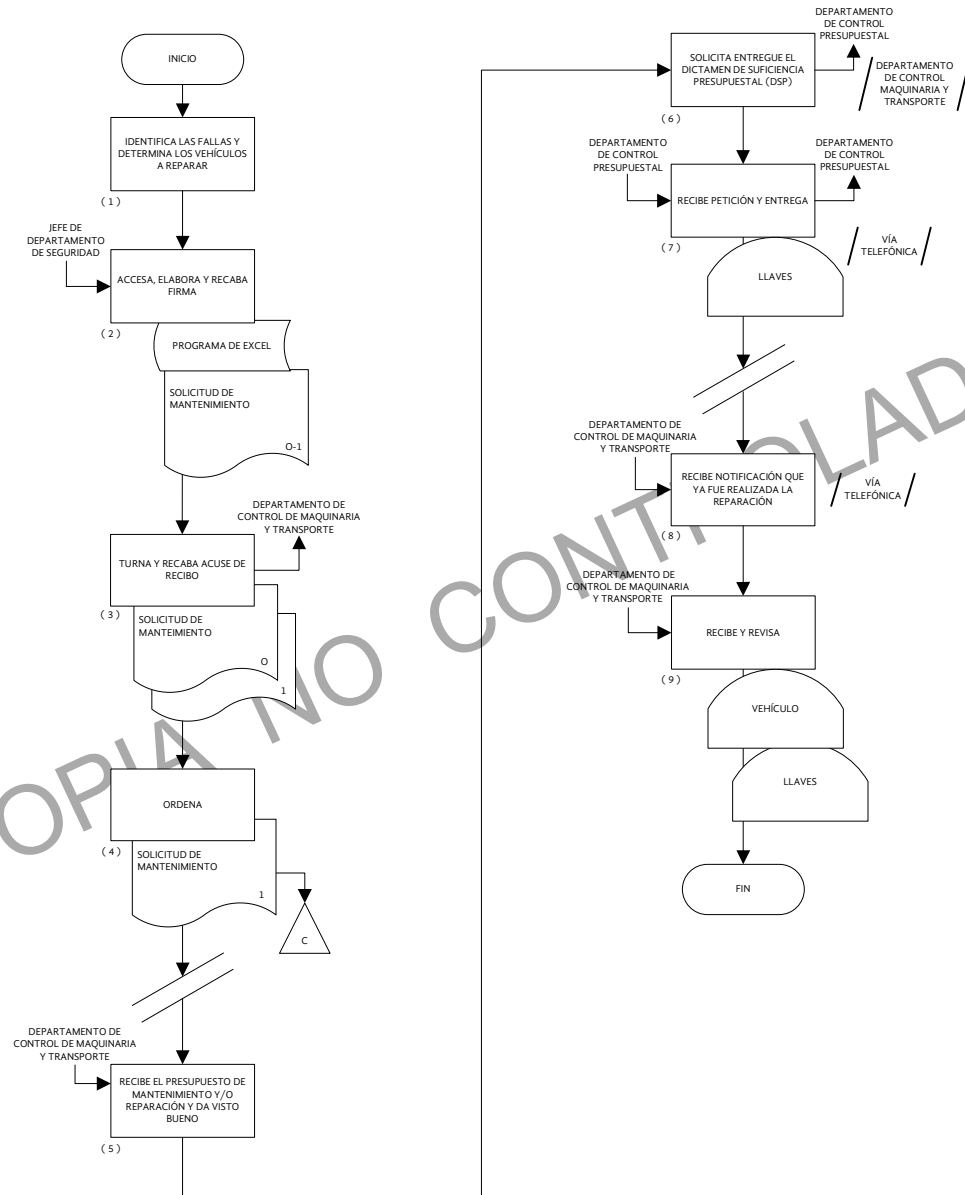 INICIO
IDENTIFICA LAS FALLAS Y
DETERMINA LOS VEHÍCULOS
A REPARAR
( 1 )
JEFE DE
DEPARTAMENTO
DE SEGURIDAD
ACCESA, ELABORA Y RECABA
FIRMA
( 2 )
PROGRAMA DE EXCEL
SOLICITUD DE
MANTENIMIENTO
O-1
DEPARTAMENTO DE
CONTROL DE MAQUINARIA
Y TRANSPORTE
TURNA Y RECABA ACUSE DE
RECIBO
( 3 )
SOLICITUD DE
MANTEIMIENTO
O
1
ORDENA
( 4 )
SOLICITUD DE
MANTENIMIENTO
1
C
DEPARTAMENTO DE
CONTROL DE MAQUINARIA
Y TRANSPORTE
RECIBE EL PRESUPUESTO DE
MANTENIMIENTO Y/O
REPARACIÓN Y DA VISTO
BUENO
( 5 )
DEPARTAMENTO
DE CONTROL
PRESUPUESTAL
SOLICITA ENTREGUE EL
DICTAMEN DE SUFICIENCIA
PRESUPUESTAL (DSP)
DEPARTAMENTO
DE CONTROL
MAQUINARIA Y
TRANSPORTE
( 6 )
DEPARTAMENTO
DE CONTROL
PRESUPUESTAL
DEPARTAMENTO
DE CONTROL
PRESUPUESTAL
RECIBE PETICIÓN Y ENTREGA
( 7 )
VÍA
TELEFÓNICA
LLAVES
DEPARTAMENTO DE
CONTROL DE MAQUINARIA
Y TRANSPORTE
RECIBE NOTIFICACIÓN QUE
YA FUE REALIZADA LA
REPARACIÓN
VÍA
TELEFÓNICA
( 8 )
DEPARTAMENTO DE
CONTROL DE MAQUINARIA
Y TRANSPORTE
RECIBE Y REVISA
( 9 )
VEHÍCULO
LLAVES
FIN
OPIA NO CONTROLAD